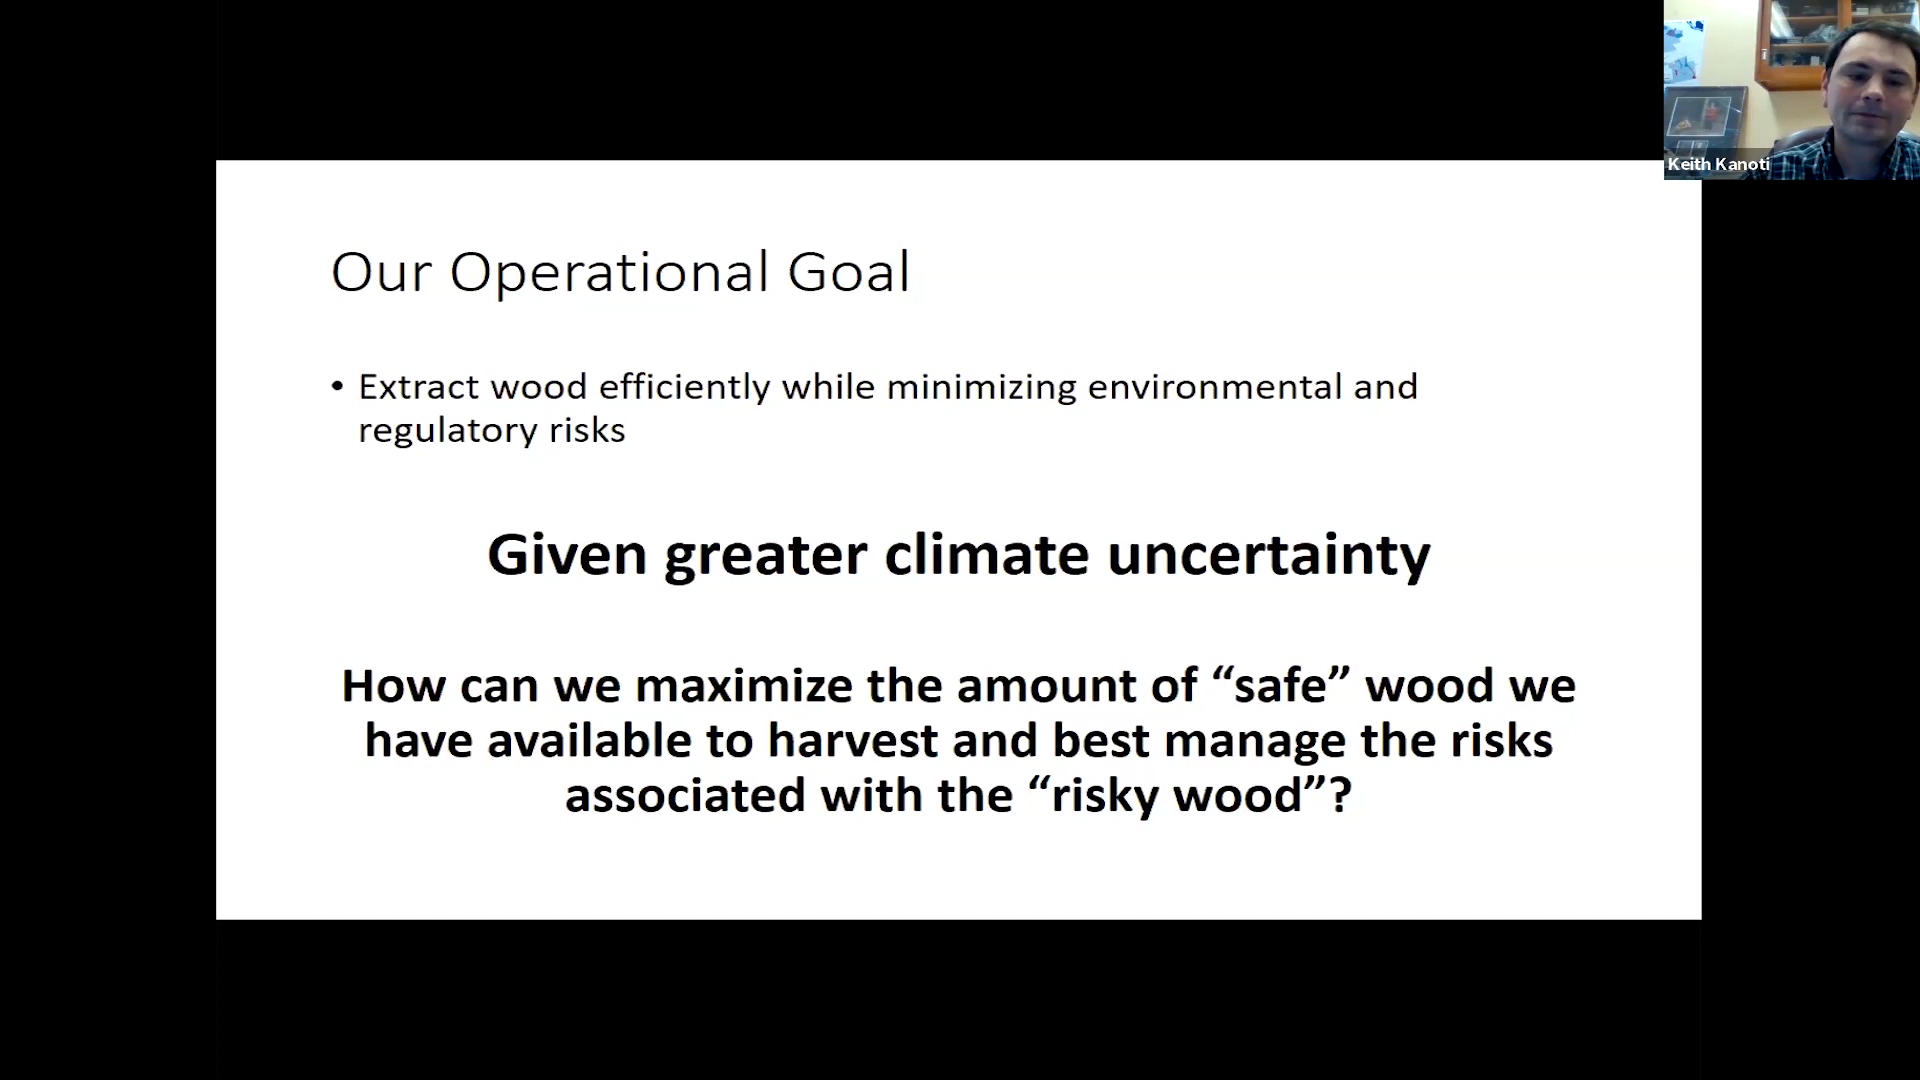 Keith Kanoti
Our Operational Goal
• Extract wood efficiently while minimizing environmental and
regulatory risks
Given greater climate uncertainty
How can we maximize the amount of “safe” wood we
have available to harvest and best manage the risks
associated with the “risky wood”?